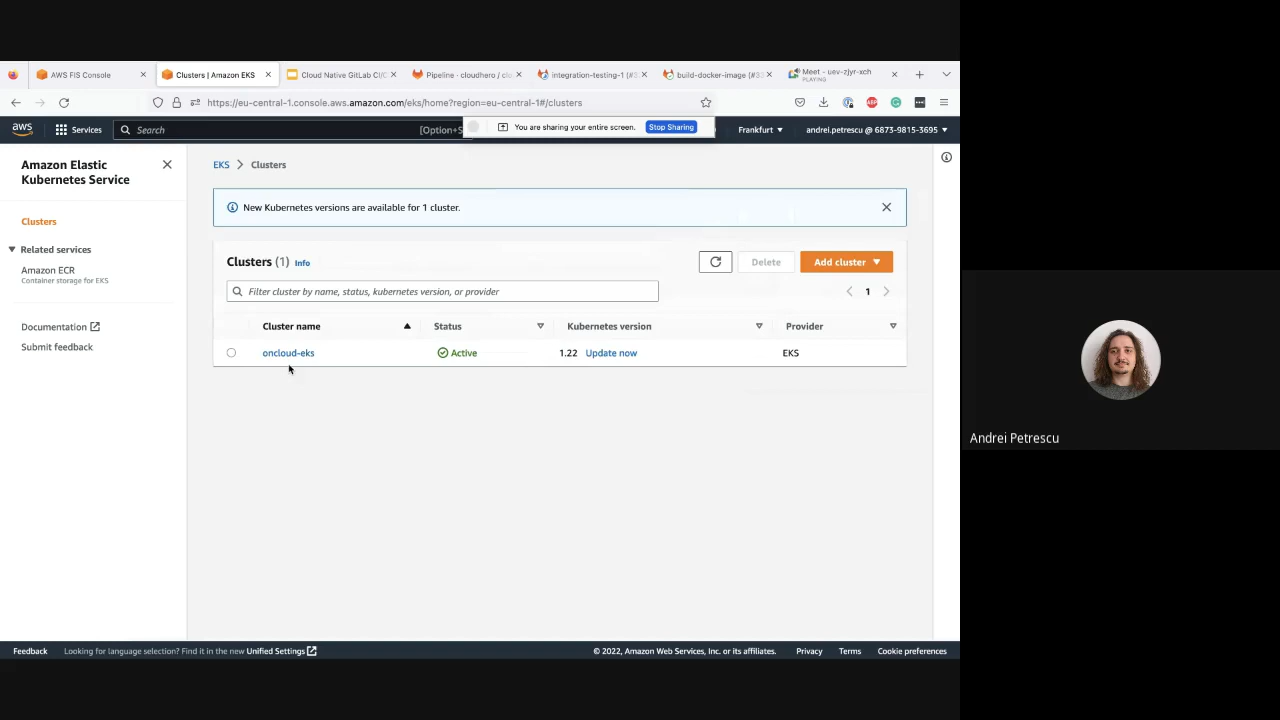 AWS FIS Console
Clusters | Amazon EKS
Cloud Native GitLab CI/C
Pipeline · cloudhero / clo
integration-testing-1 (#3
build-docker-image (#3
Meet - uev-zjyr-xch
PLAYING
https://eu-central-1.console.aws.amazon.com/eks/home?region=eu-central-1#/clusters
ABP
aws
Services
Search
[Option+S
You are sharing your entire screen.
Stop Sharing
Frankfurt
andrei.petrescu @ 6873-9815-3695
Amazon Elastic
Kubernetes Service
Clusters
Related services
Amazon ECR
Container storage for EKS
Documentation
Submit feedback
EKS > Clusters
New Kubernetes versions are available for 1 cluster.
Clusters (1) Info
Delete
Add cluster
Filter cluster by name, status, kubernetes version, or provider
1
Cluster name Status Kubernetes version Provider
oncloud-eks Active 1.22 Update now EKS
Andrei Petrescu
Feedback Looking for language selection? Find it in the new Unified Settings © 2022, Amazon Web Services, Inc. or its affiliates. Privacy Terms Cookie preferences